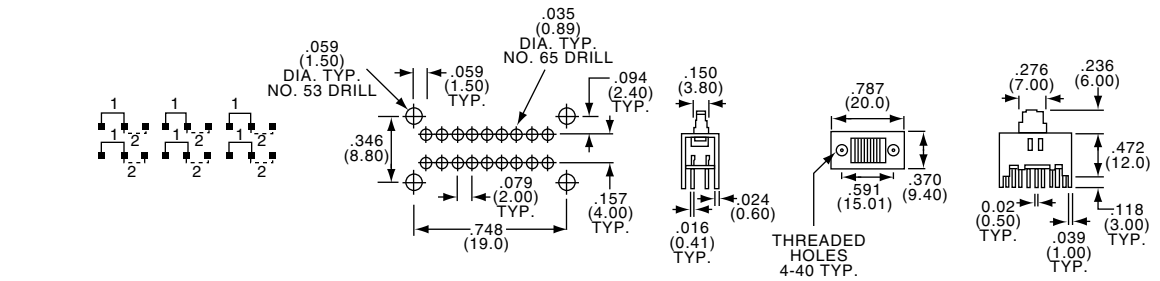 1 1 1
2 2 2
1 1 1
2 2 2
.059
(1.50)
DIA. TYP.
NO. 53 DRILL
.059
(1.50)
TYP.
.035
(0.89)
DIA. TYP.
NO. 65 DRILL
.094
(2.40)
TYP.
.346
(8.80)
.079
(2.00)
TYP.
.157
(4.00)
TYP.
.748
(19.0)
.150
(3.80)
.024
(0.60)
.016
(0.41)
TYP.
.787
(20.0)
.591
(15.01)
.370
(9.40)
THREADED
HOLES
4-40 TYP.
.276
(7.00)
.236
(6.00)
.472
(12.0)
0.02
(0.50)
TYP.
.039
(1.00)
TYP.
.118
(3.00)
TYP.